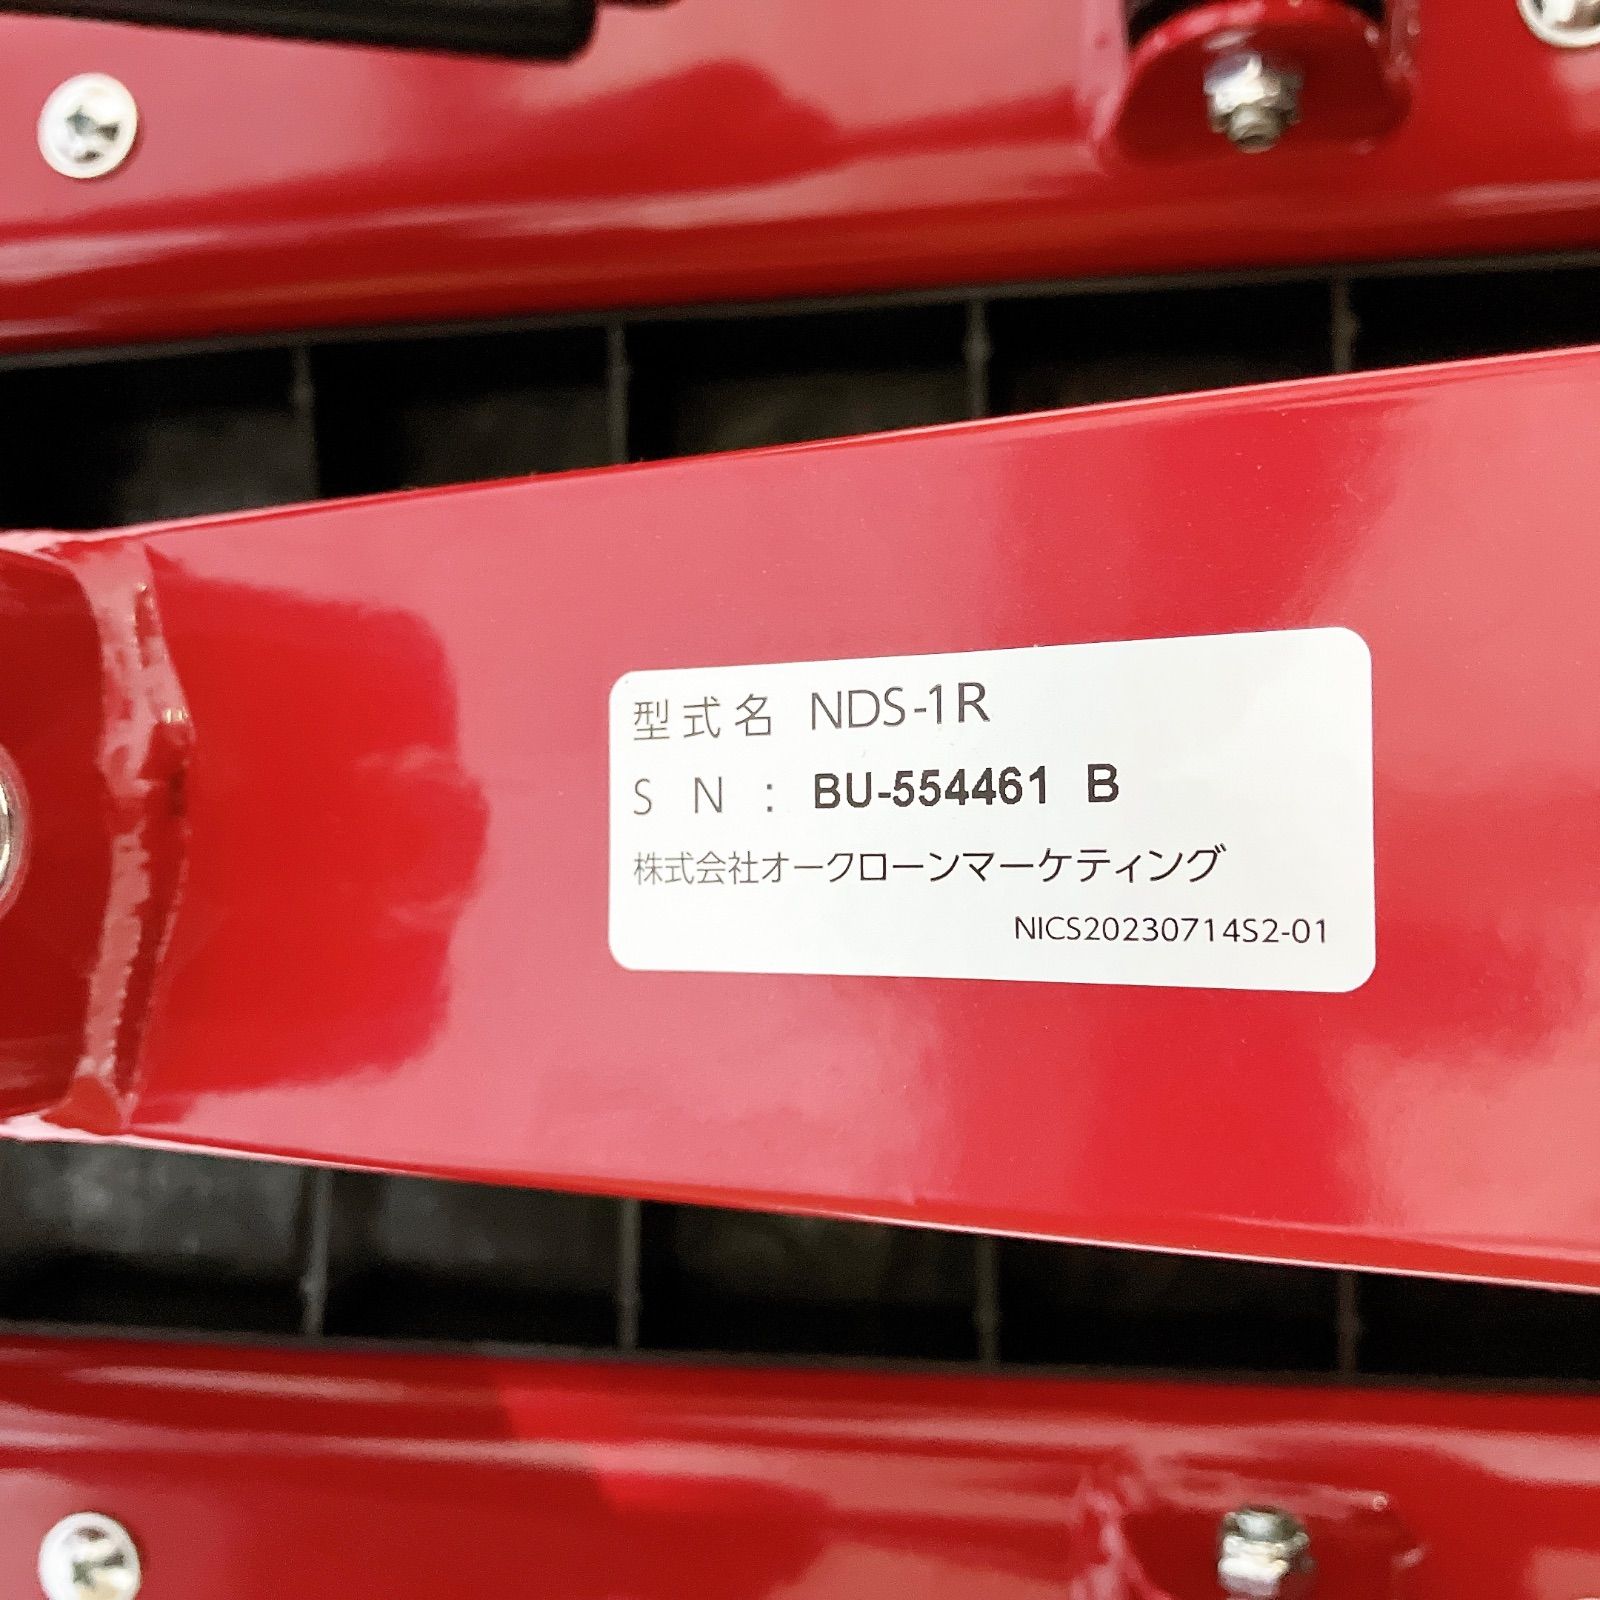 型式名 NDS-1R
SN: BU-554461 B
株式会社オークローンマーケティング
NICS20230714S2-01